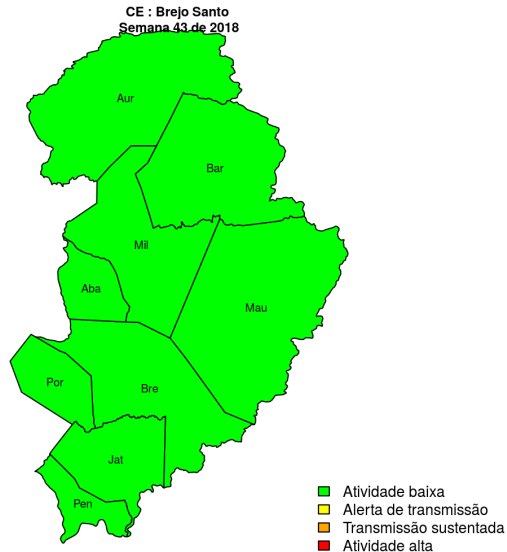 CE : Brejo Santo
Semana 43 de 2018
Aur
Bar
Mil
Aba
Mau
Por
Bre
Jat
Pen
Atividade baixa
Alerta de transmissão
Transmissão sustentada
Atividade alta